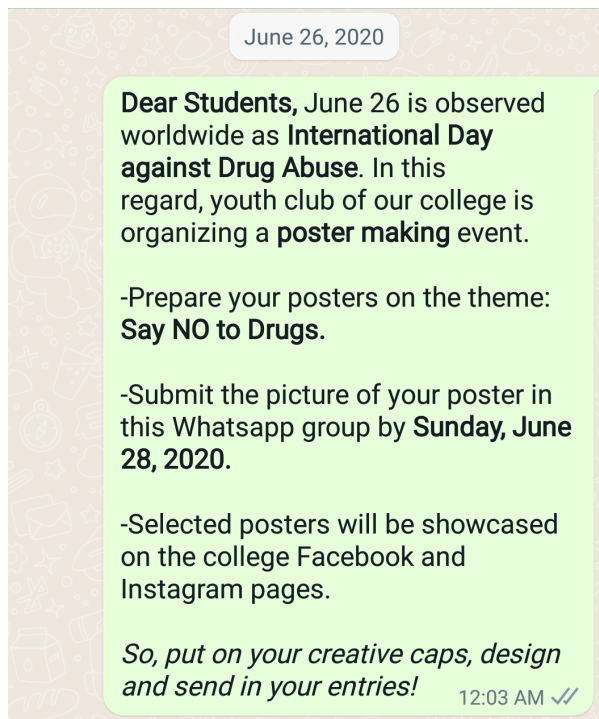 June 26, 2020
Dear Students, June 26 is observed
worldwide as International Day
against Drug Abuse. In this
regard, youth club of our college is
organizing a poster making event.
-Prepare your posters on the theme:
Say NO to Drugs.
-Submit the picture of your poster in
this Whatsapp group by Sunday, June
28, 2020.
-Selected posters will be showcased
on the college Facebook and
Instagram pages.
So, put on your creative caps, design
and send in your entries!
12:03 AM